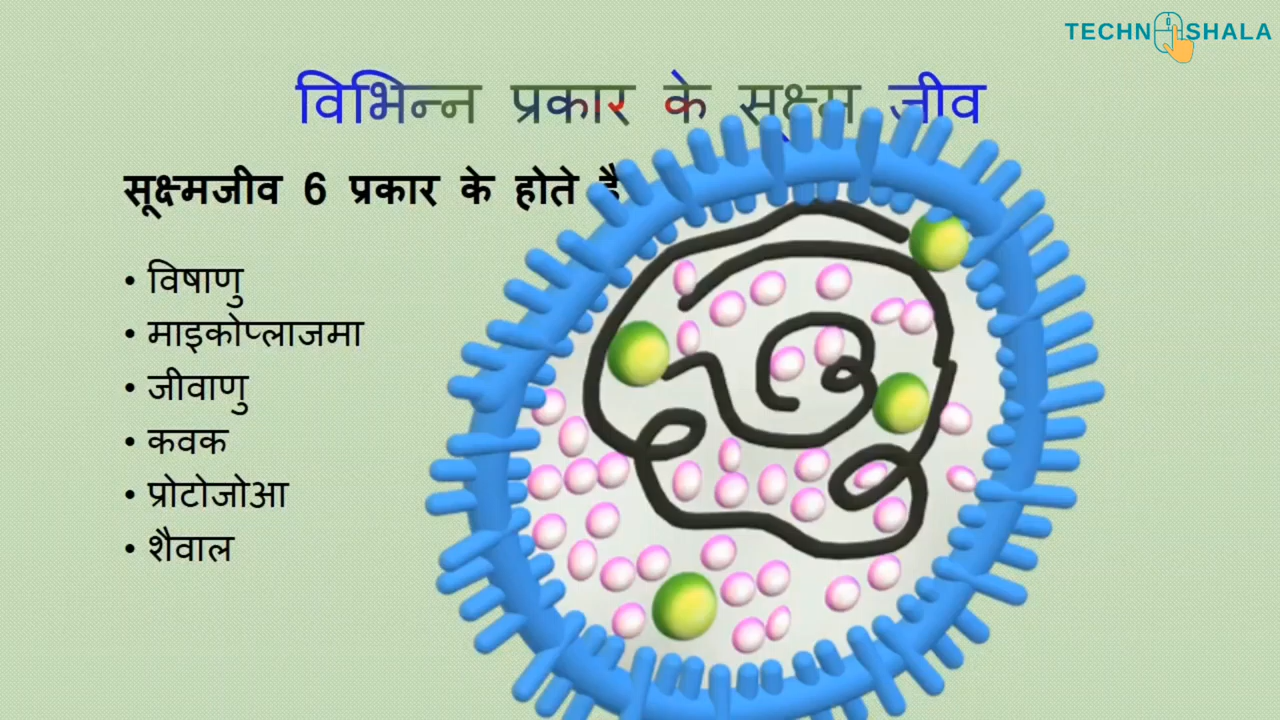 TECHNOSHALA
विभिन्न प्रकार के सूक्ष्म जीव
सूक्ष्मजीव 6 प्रकार के होते है
• विषाणु
• माइकोप्लाजमा
• जीवाणु
• कवक
• प्रोटोजोआ
• शैवाल